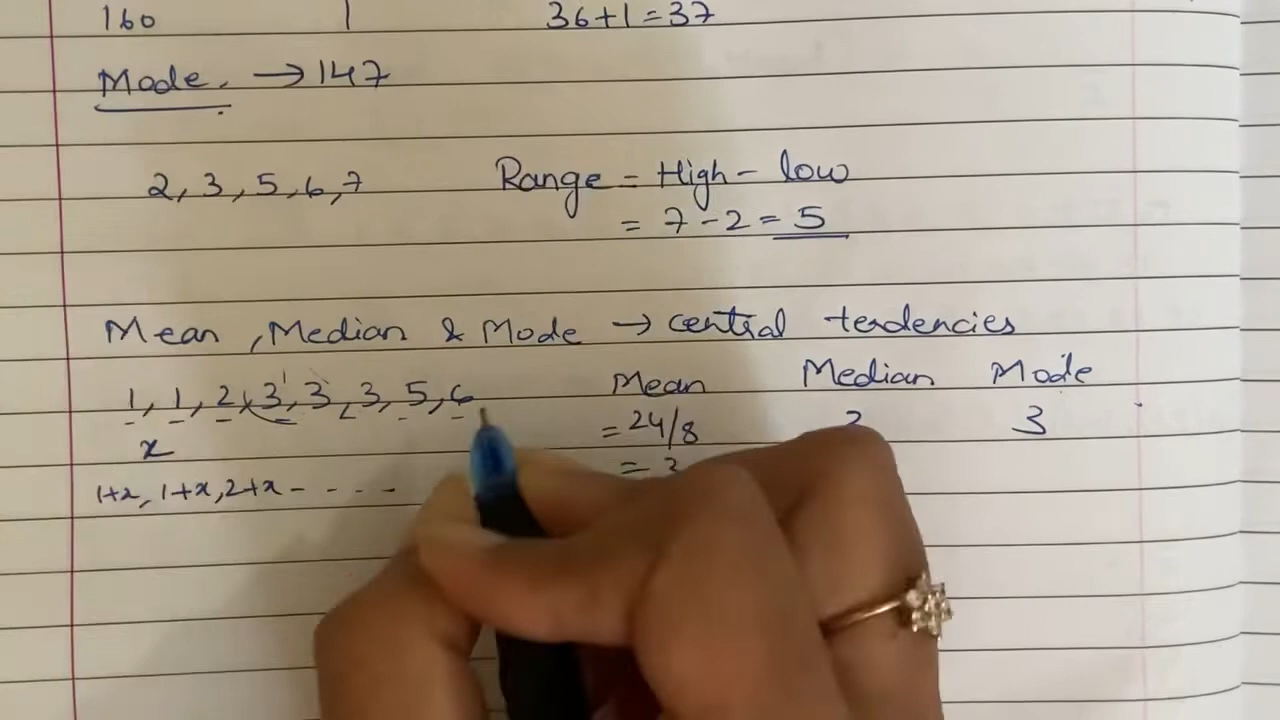 160 1 36+1=37
Mode. → 147
2, 3, 5, 6, 7 Range = High - low
= 7 - 2 = 5
Mean, Median & Mode → central tendencies
1, 1, 2, 3, 3, 3, 5, 6 Mean Median Mode
x = 24/8 3
1+x, 1+x, 2+x - - - -